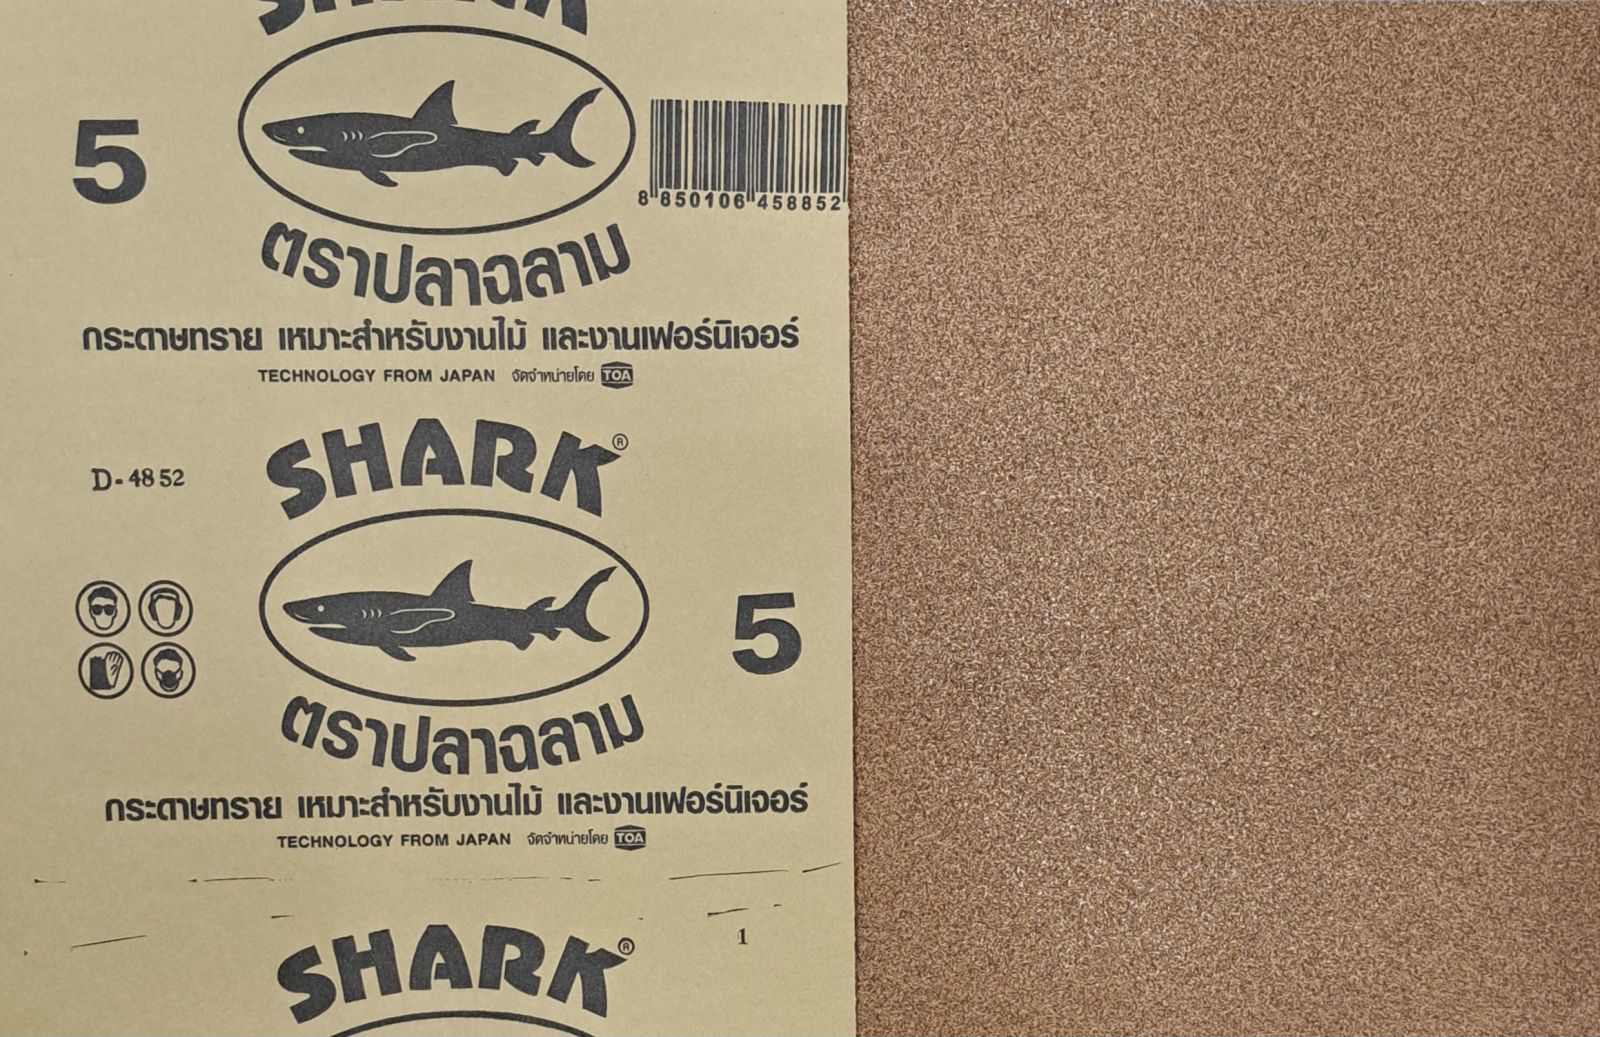 SHARK
5
8 850106 458852
ตราปลาฉลาม
กระดาษทราย เหมาะสำหรับงานไม้ และงานเฟอร์นิเจอร์
TECHNOLOGY FROM JAPAN จัดจำหน่ายโดย TOA
SHARK®
D-4852
5
ตราปลาฉลาม
กระดาษทราย เหมาะสำหรับงานไม้ และงานเฟอร์นิเจอร์
TECHNOLOGY FROM JAPAN จัดจำหน่ายโดย TOA
1
SHARK®